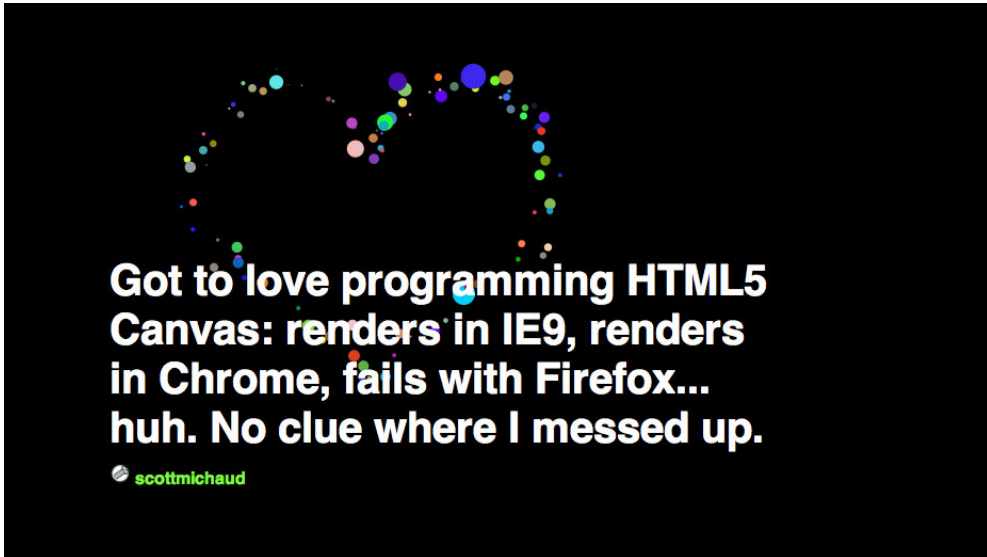 Got to love programming HTML5
Canvas: renders in IE9, renders
in Chrome, fails with Firefox...
huh. No clue where I messed up.
scottmichaud